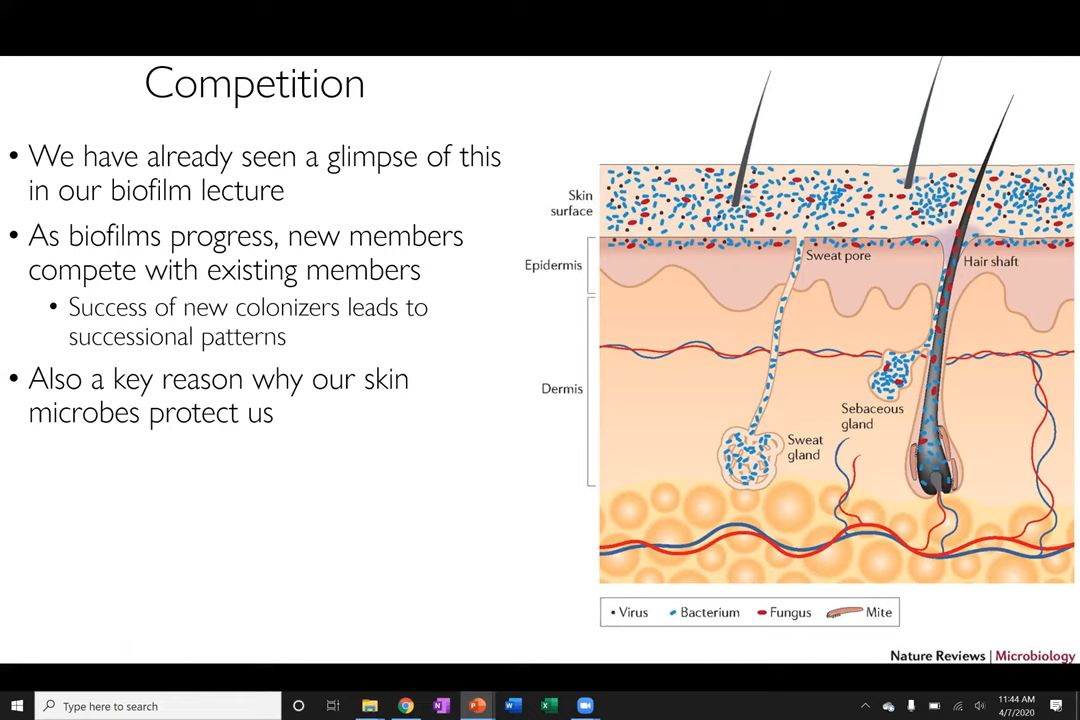 Competition
• We have already seen a glimpse of this
in our biofilm lecture
• As biofilms progress, new members
compete with existing members
• Success of new colonizers leads to
successional patterns
• Also a key reason why our skin
microbes protect us
Skin
surface
Epidermis
Dermis
Sweat pore
Hair shaft
Sebaceous
gland
Sweat
gland
Virus
Bacterium
Fungus
Mite
Nature Reviews | Microbiology
Type here to search
11:44 AM
4/7/2020